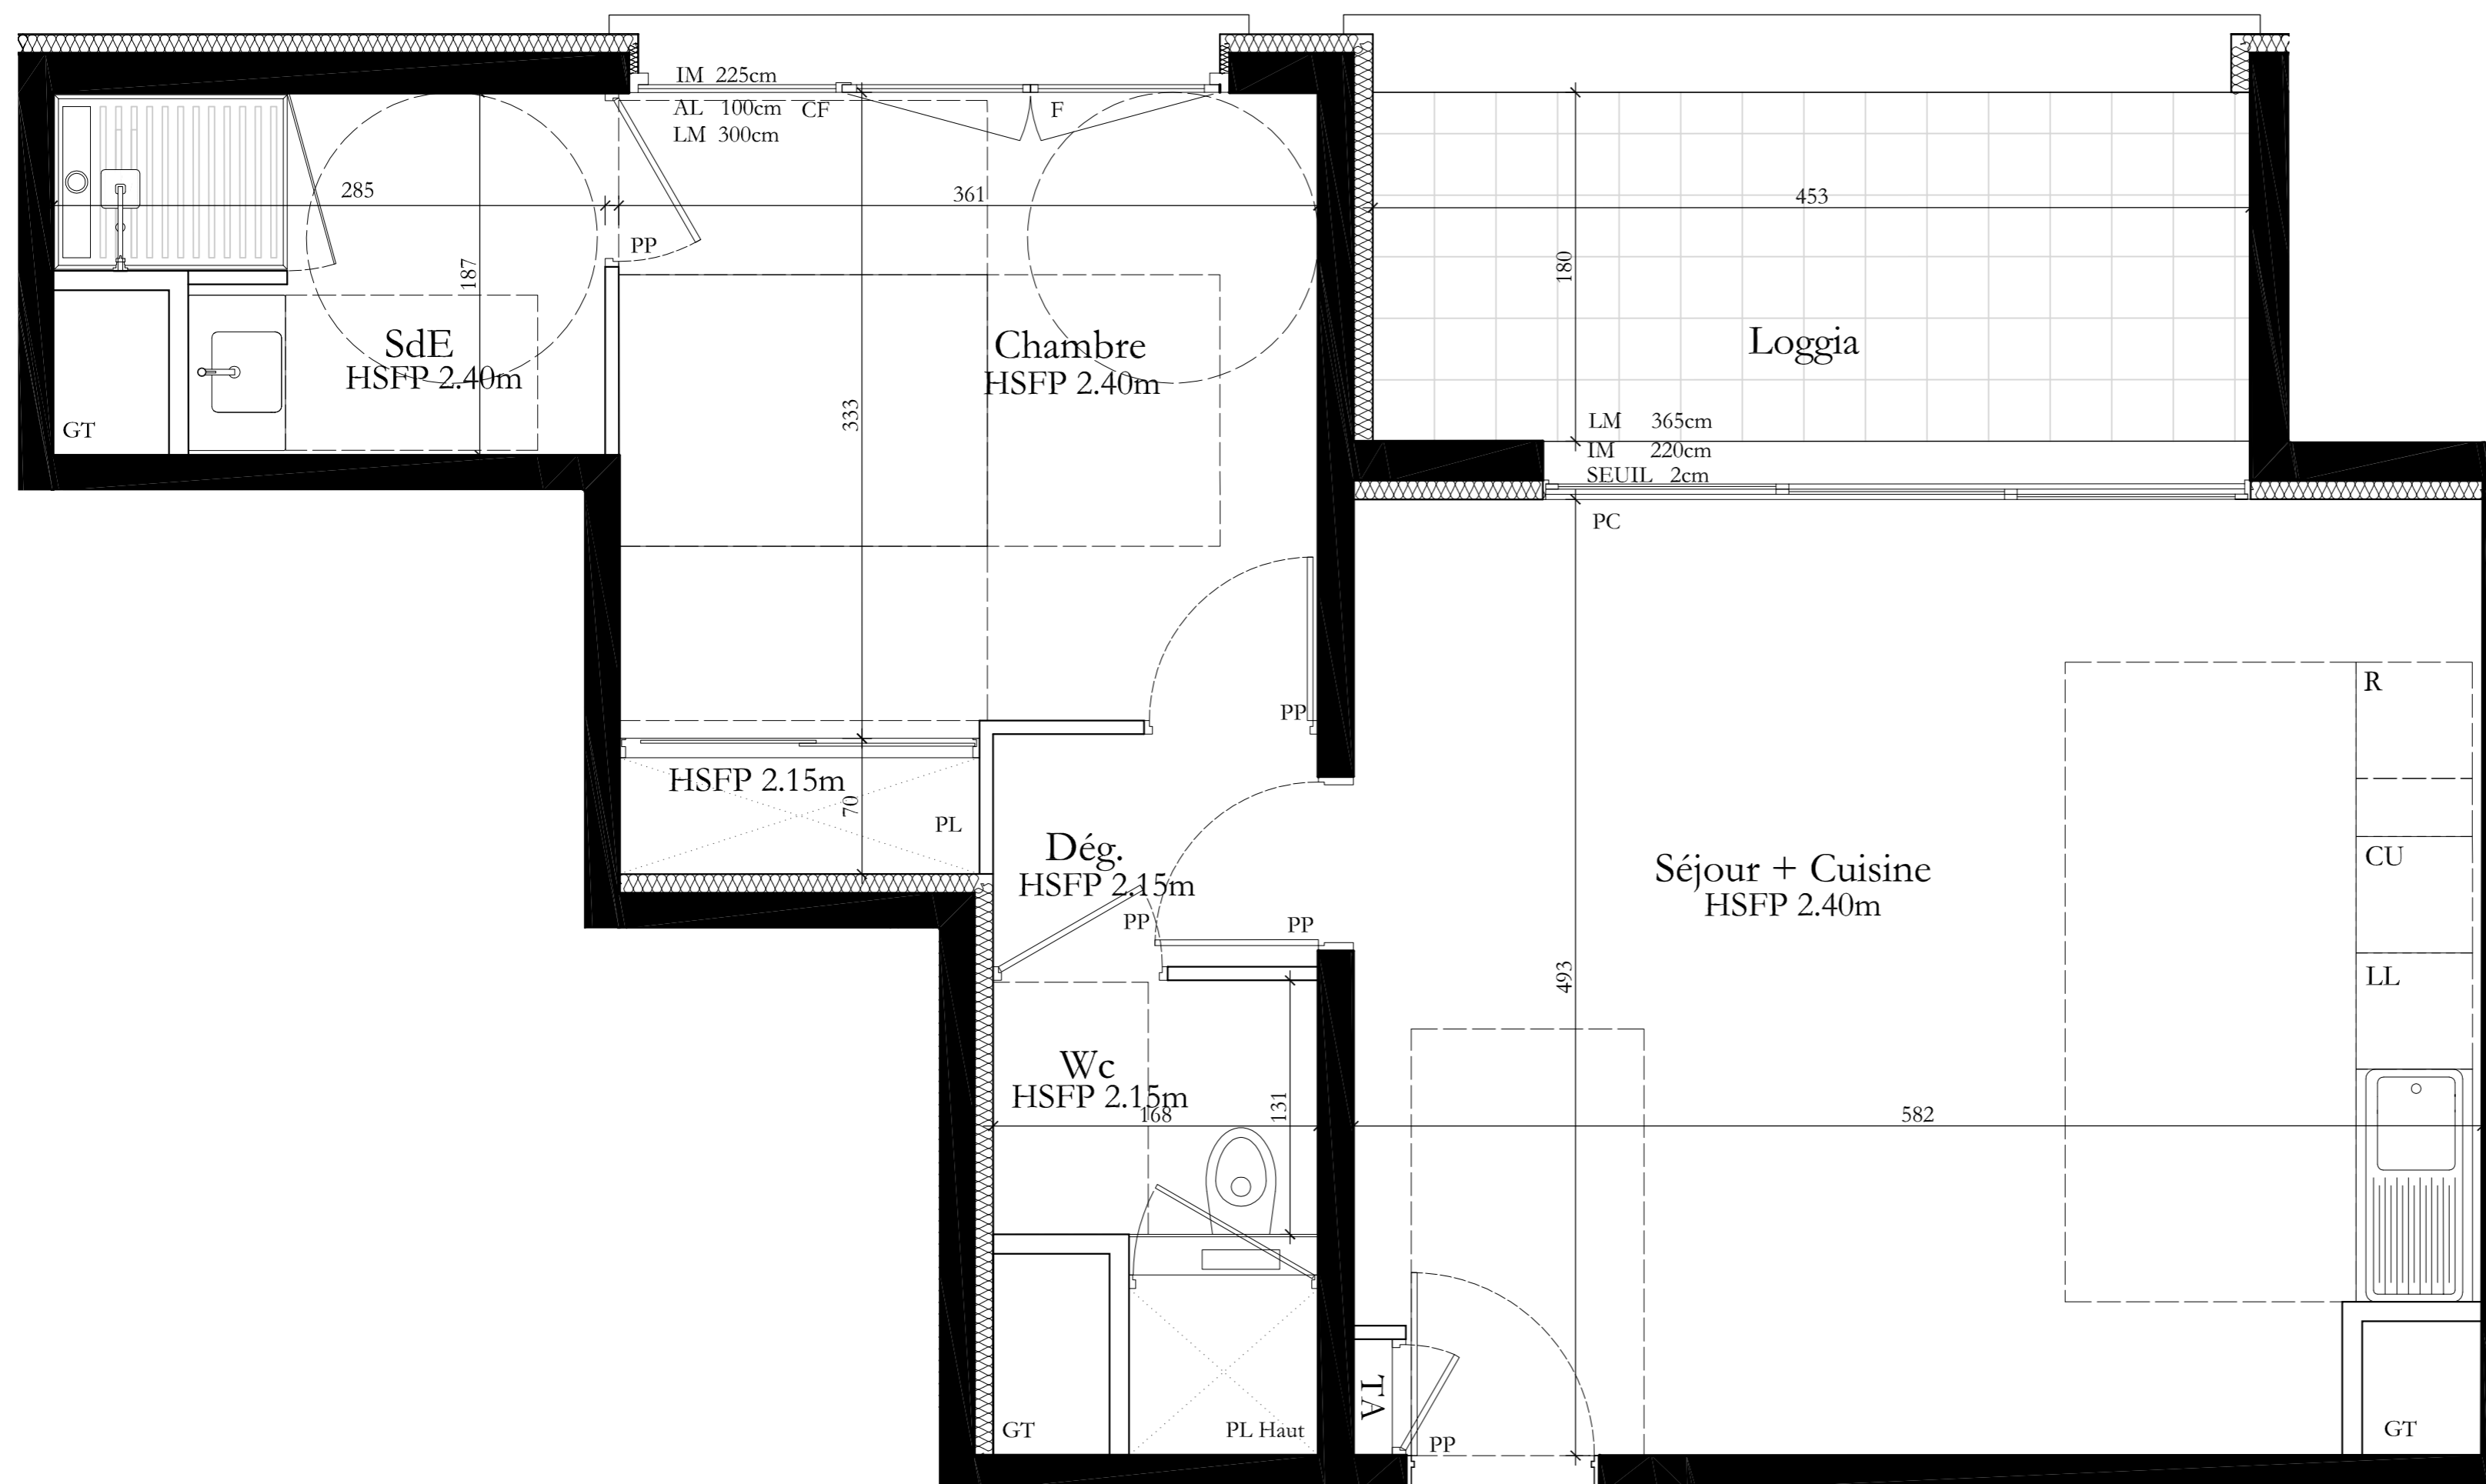 IM 225cm
AL 100cm CF
F
LM 300cm
285
361
453
PP
187
180
SdE
HSFP 2.40m
Chambre
HSFP 2.40m
Loggia
GT
333
LM 365cm
IM 220cm
SEUIL 2cm
PC
R
PP
HSFP 2.15m
70
PL
Dég.
HSFP 2.15m
PP
PP
Séjour + Cuisine
HSFP 2.40m
CU
LL
493
Wc
HSFP 2.15m
168
131
582
TA
GT
PL Haut
PP
GT